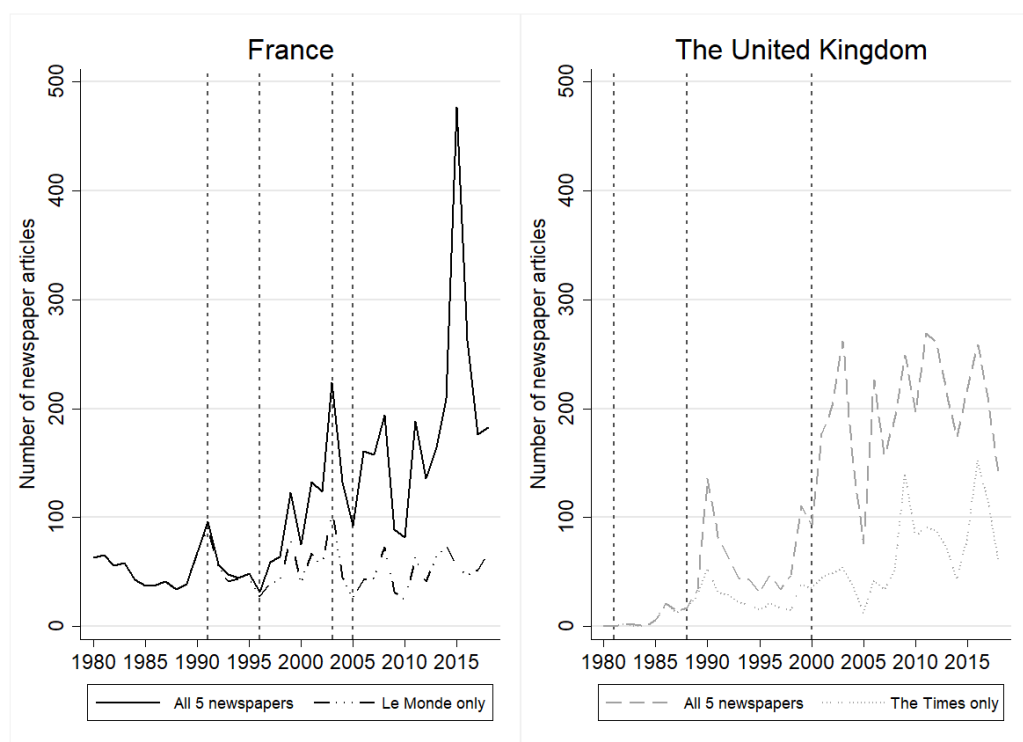 France
Number of newspaper articles
500
400
300
200
100
0
1980 1985 1990 1995 2000 2005 2010 2015
All 5 newspapers Le Monde only
The United Kingdom
Number of newspaper articles
500
400
300
200
100
0
1980 1985 1990 1995 2000 2005 2010 2015
All 5 newspapers The Times only